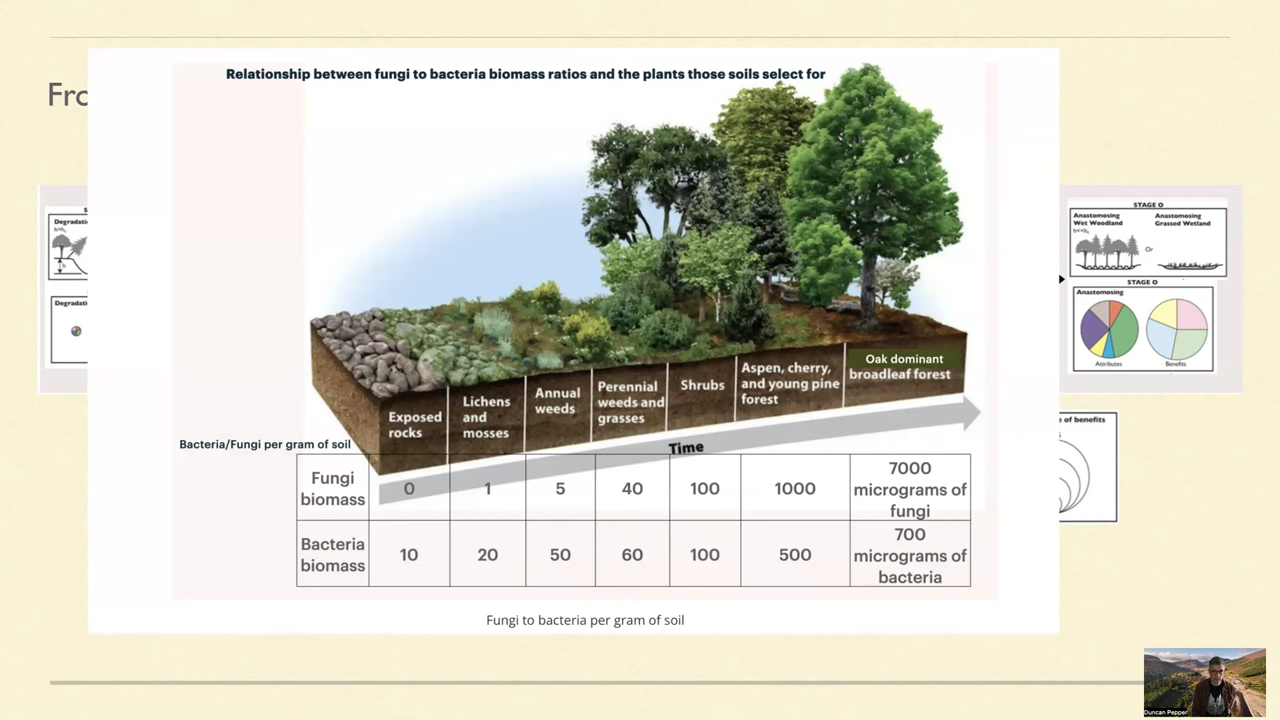 Relationship between fungi to bacteria biomass ratios and the plants those soils select for
Fro
Degradati
Degradati
STAGE 0
Anastomosing
Wet Woodland
Anastomosing
Grassed Wetland
Or
STAGE 0
Anastomosing
Attributes
Benefits
e of benefits
Exposed
rocks
Lichens
and
mosses
Annual
weeds
Perennial
weeds and
grasses
Shrubs
Aspen, cherry,
and young pine
forest
Oak dominant
broadleaf forest
Time
Bacteria/Fungi per gram of soil
Fungi
biomass
0
1
5
40
100
1000
7000
micrograms of
fungi
Bacteria
biomass
10
20
50
60
100
500
700
micrograms of
bacteria
Fungi to bacteria per gram of soil
Duncan Pepper